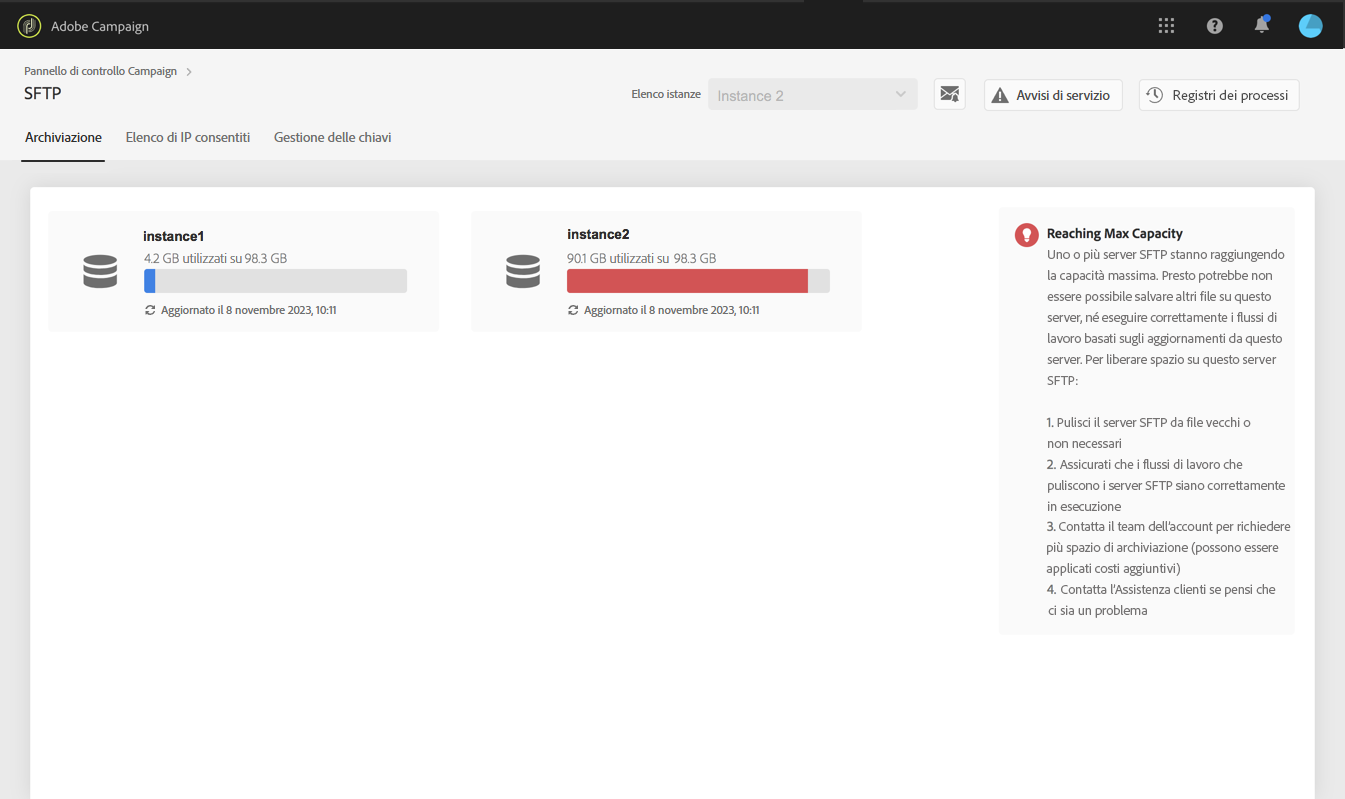 Adobe Campaign
Pannello di controllo Campaign
SFTP
Elenco istanze
Instance 2
Avvisi di servizio
Registri dei processi
Archiviazione
Elenco di IP consentiti
Gestione delle chiavi
instance1
4.2 GB utilizzati su 98.3 GB
Aggiornato il 8 novembre 2023, 10:11
instance2
90.1 GB utilizzati su 98.3 GB
Aggiornato il 8 novembre 2023, 10:11
Reaching Max Capacity
Uno o più server SFTP stanno raggiungendo
la capacità massima. Presto potrebbe non
essere possibile salvare altri file su questo
server, né eseguire correttamente i flussi di
lavoro basati sugli aggiornamenti da questo
server. Per liberare spazio su questo server
SFTP:
1. Pulisci il server SFTP da file vecchi o
non necessari
2. Assicurati che i flussi di lavoro che
puliscono i server SFTP siano correttamente
in esecuzione
3. Contatta il team dell'account per richiedere
più spazio di archiviazione (possono essere
applicati costi aggiuntivi)
4. Contatta l'Assistenza clienti se pensi che
ci sia un problema